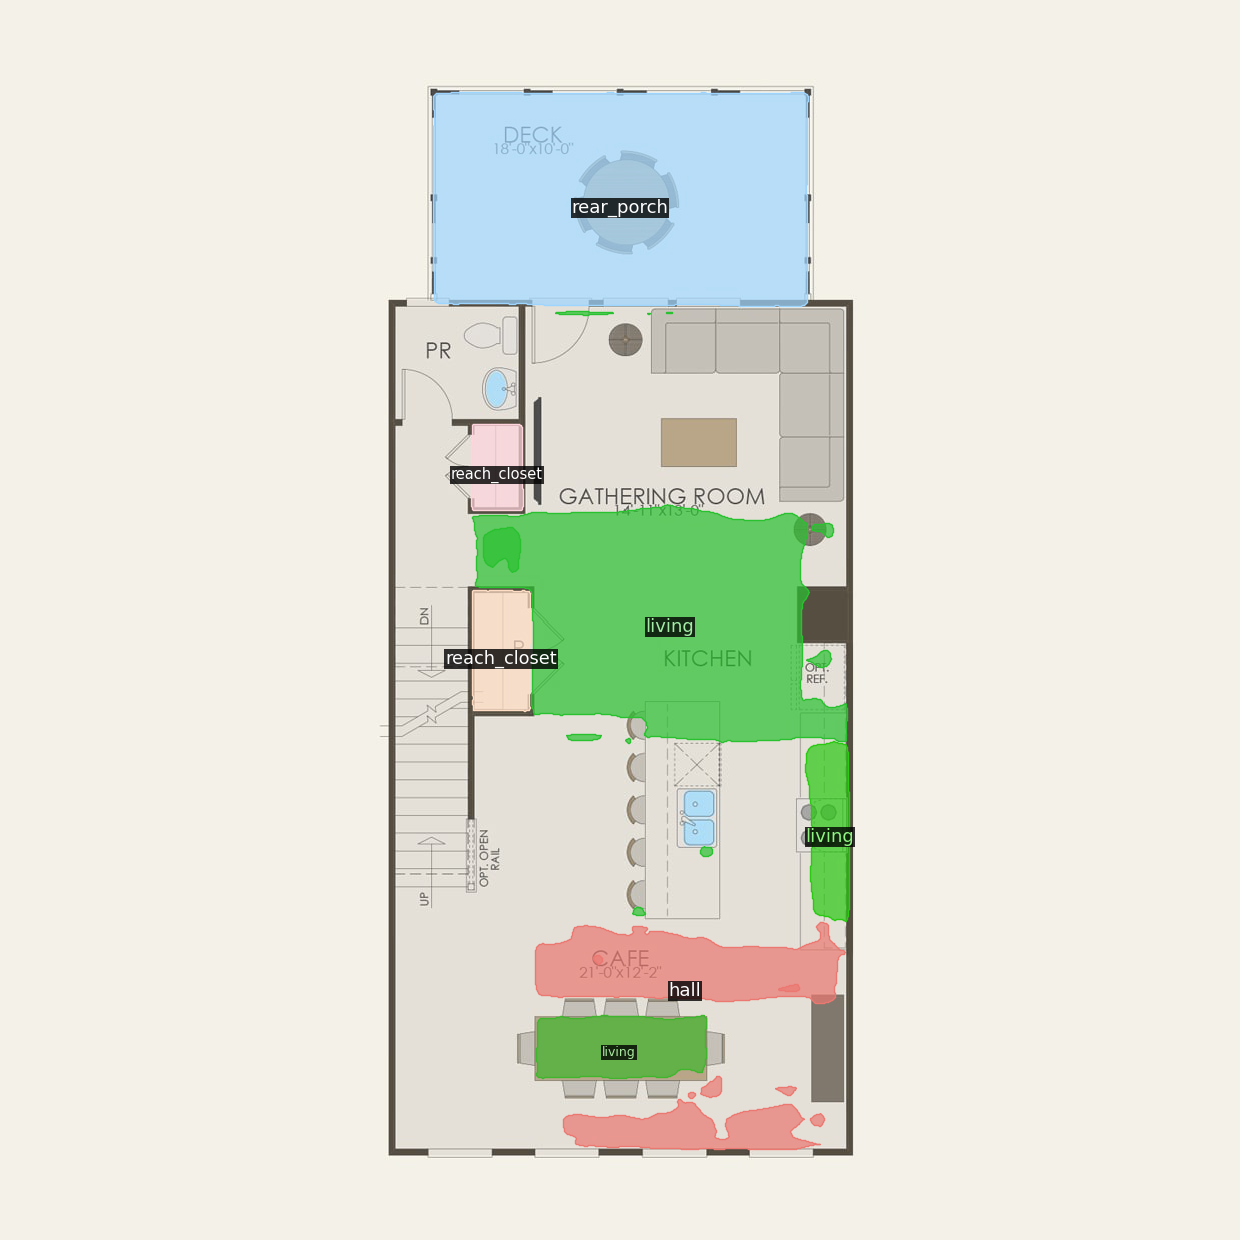 DECK
18'-0"x10'-0"
rear_porch
PR
reach_closet
GATHERING ROOM
14'-11"x13'-0"
living
DN
reach_closet
KITCHEN
OPT.
REF.
living
OPT. OPEN
RAIL
UP
CAFE
21'-0"x12'-2"
hall
living